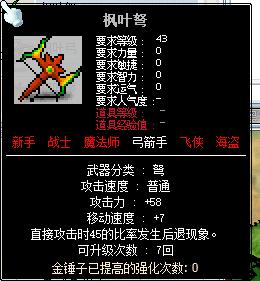 枫叶弩
要求等级 : 43
要求力量 : 0
要求敏捷 : 0
要求智力 : 0
要求运气 : 0
要求人气度 : -
道具等级 : -
道具经验值 : -
新手 战士 魔法师 弓箭手 飞侠 海盗
武器分类 : 弩
攻击速度 : 普通
攻击力 : +58
移动速度 : +7
直接攻击时45的比率发生后退现象。
可升级次数 : 7回
金锤子已提高的强化次数: 0